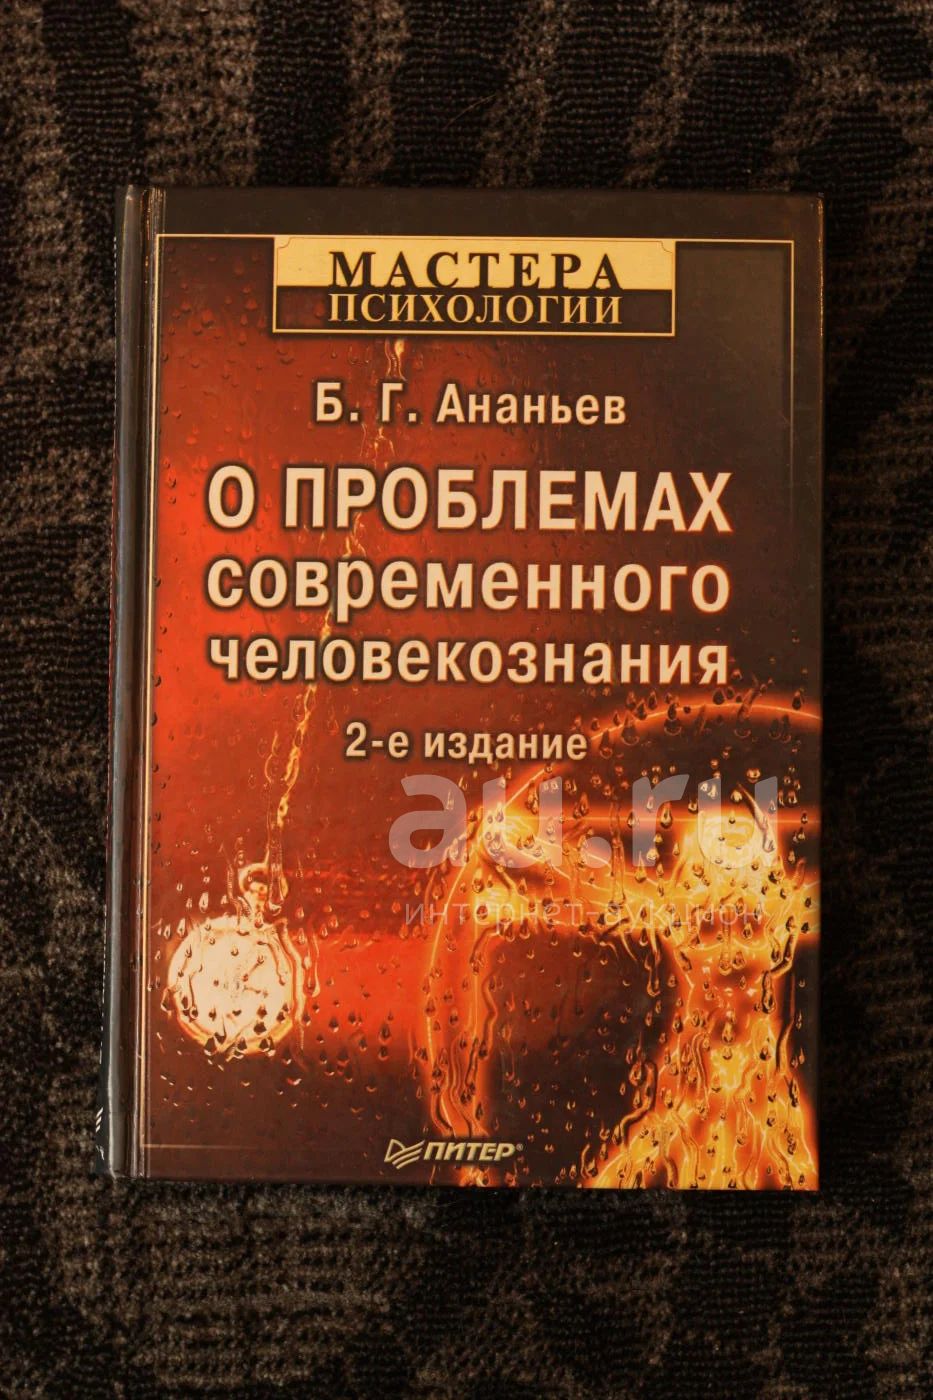 МАСТЕРА
ПСИХОЛОГИИ
Б. Г. Ананьев
О ПРОБЛЕМАХ
современного
человекознания
2-е издание
au.ru
интернет-аукцион
ПИТЕР®